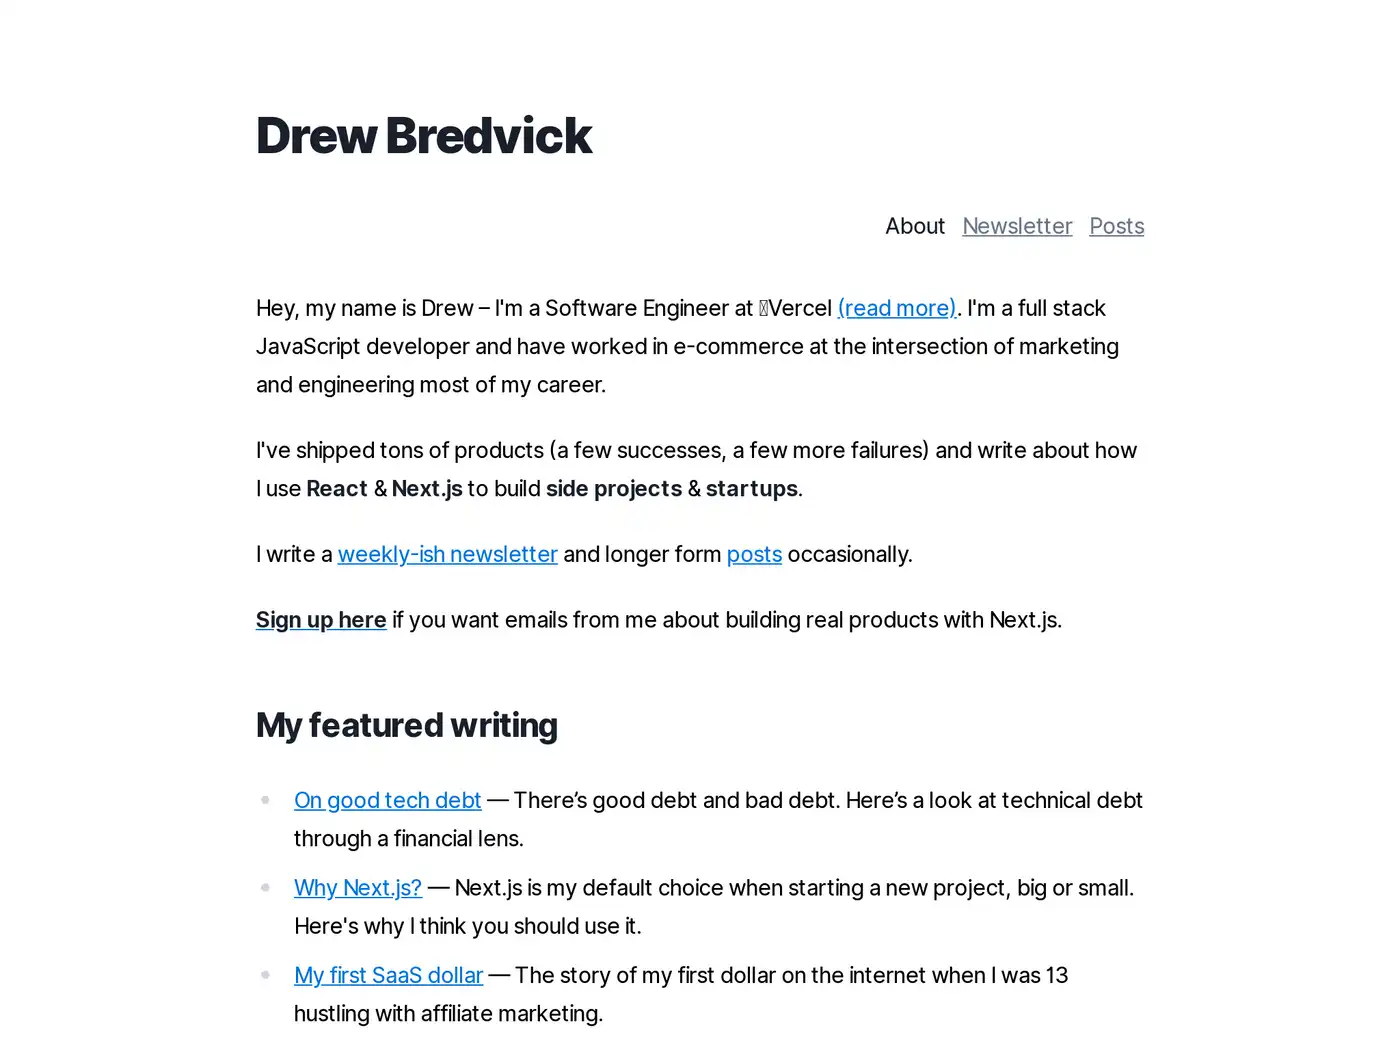 Drew Bredvick
About Newsletter Posts
Hey, my name is Drew – I'm a Software Engineer at Vercel (read more). I'm a full stack
JavaScript developer and have worked in e-commerce at the intersection of marketing
and engineering most of my career.
I've shipped tons of products (a few successes, a few more failures) and write about how
I use React & Next.js to build side projects & startups.
I write a weekly-ish newsletter and longer form posts occasionally.
Sign up here if you want emails from me about building real products with Next.js.
My featured writing
On good tech debt — There’s good debt and bad debt. Here’s a look at technical debt
through a financial lens.
Why Next.js? — Next.js is my default choice when starting a new project, big or small.
Here's why I think you should use it.
My first SaaS dollar — The story of my first dollar on the internet when I was 13
hustling with affiliate marketing.